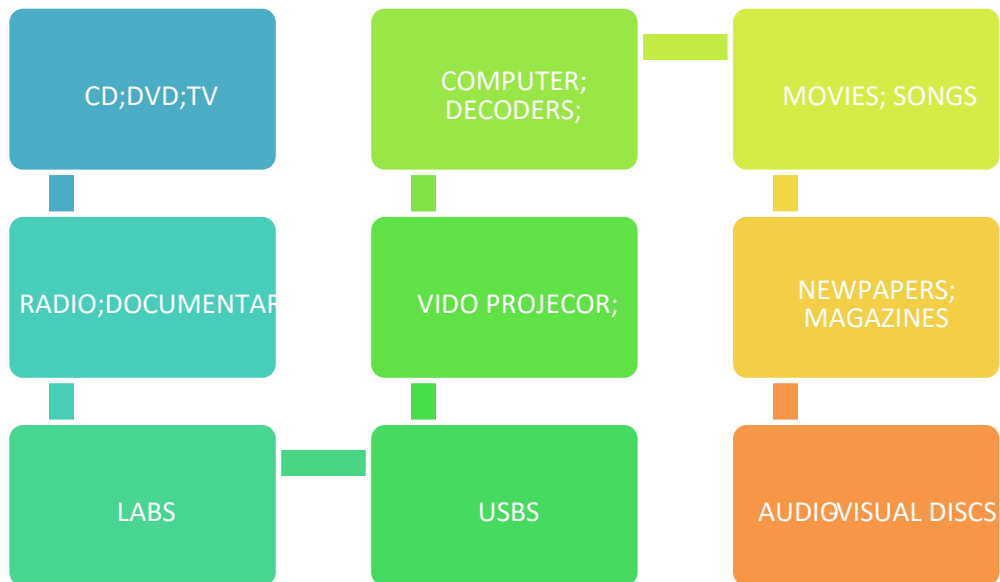 CD;DVD;TV
RADIO;DOCUMENTAR
LABS
USBS
VIDO PROJECOR;
COMPUTER;
DECODERS;
MOVIES; SONGS
NEWPAPERS;
MAGAZINES
AUDIO-VISUAL DISCS